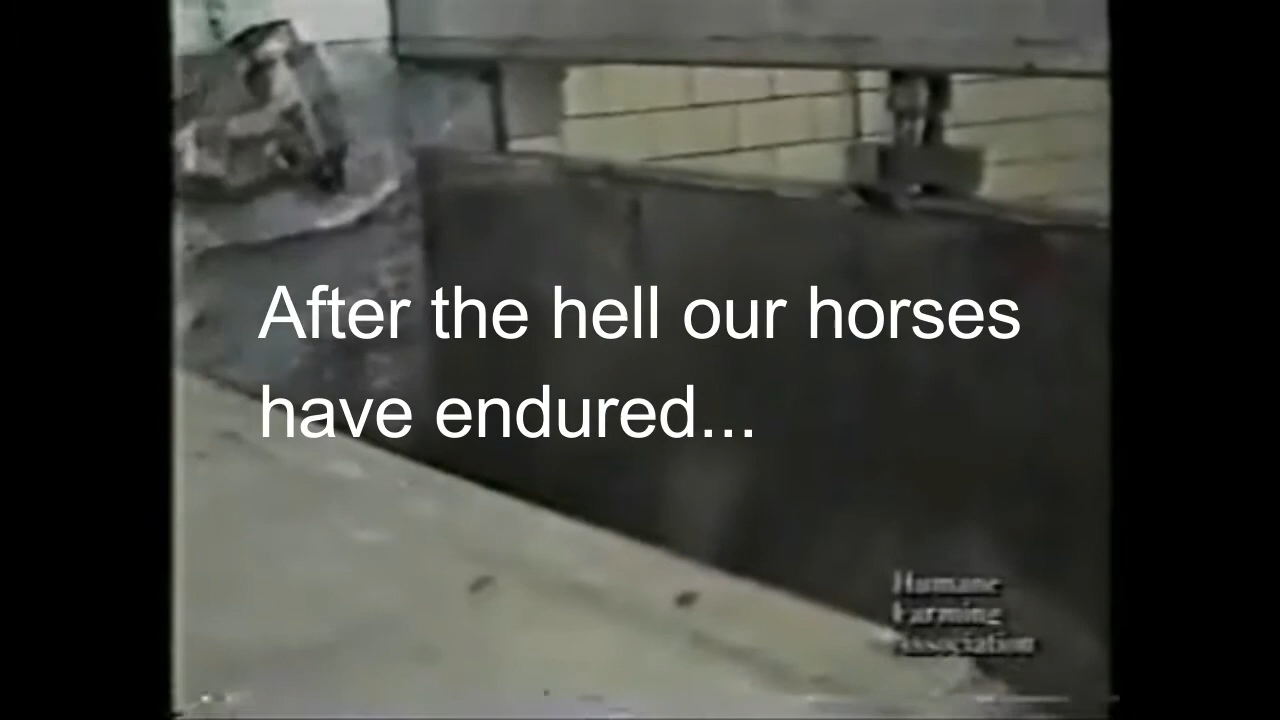 After the hell our horses
have endured...
Humane
Farming
Association